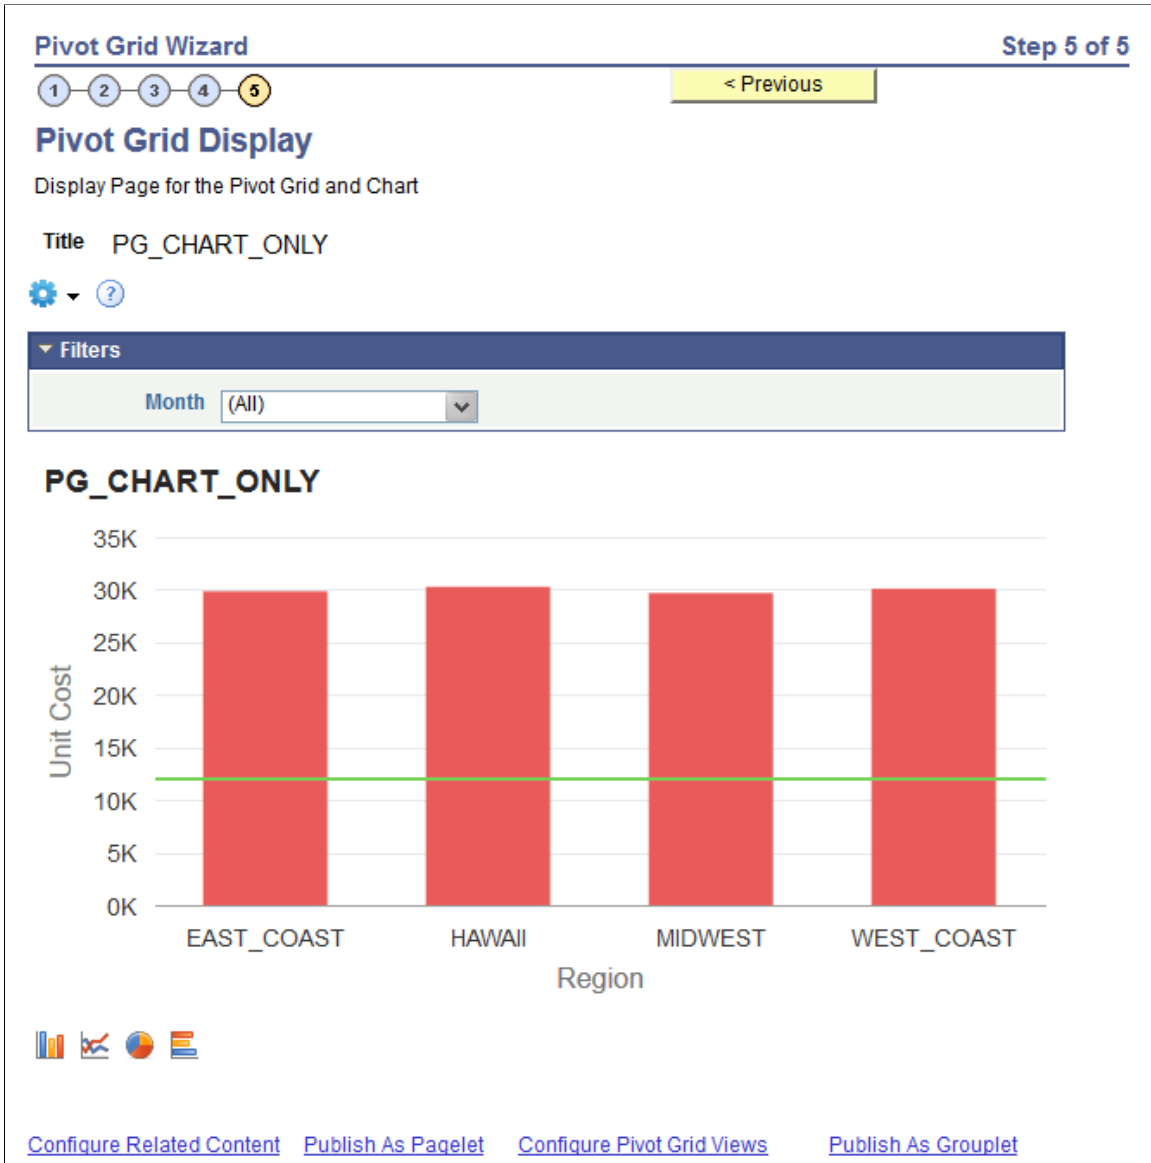 Pivot Grid Wizard Step 5 of 5
1 2 3 4 5 < Previous
Pivot Grid Display
Display Page for the Pivot Grid and Chart
Title PG_CHART_ONLY
?
Filters
Month (All)
PG_CHART_ONLY
35K
30K
25K
20K
15K
10K
5K
0K
Unit Cost
EAST_COAST HAWAII MIDWEST WEST_COAST
Region
Configure Related Content Publish As Pagelet Configure Pivot Grid Views Publish As Grouplet